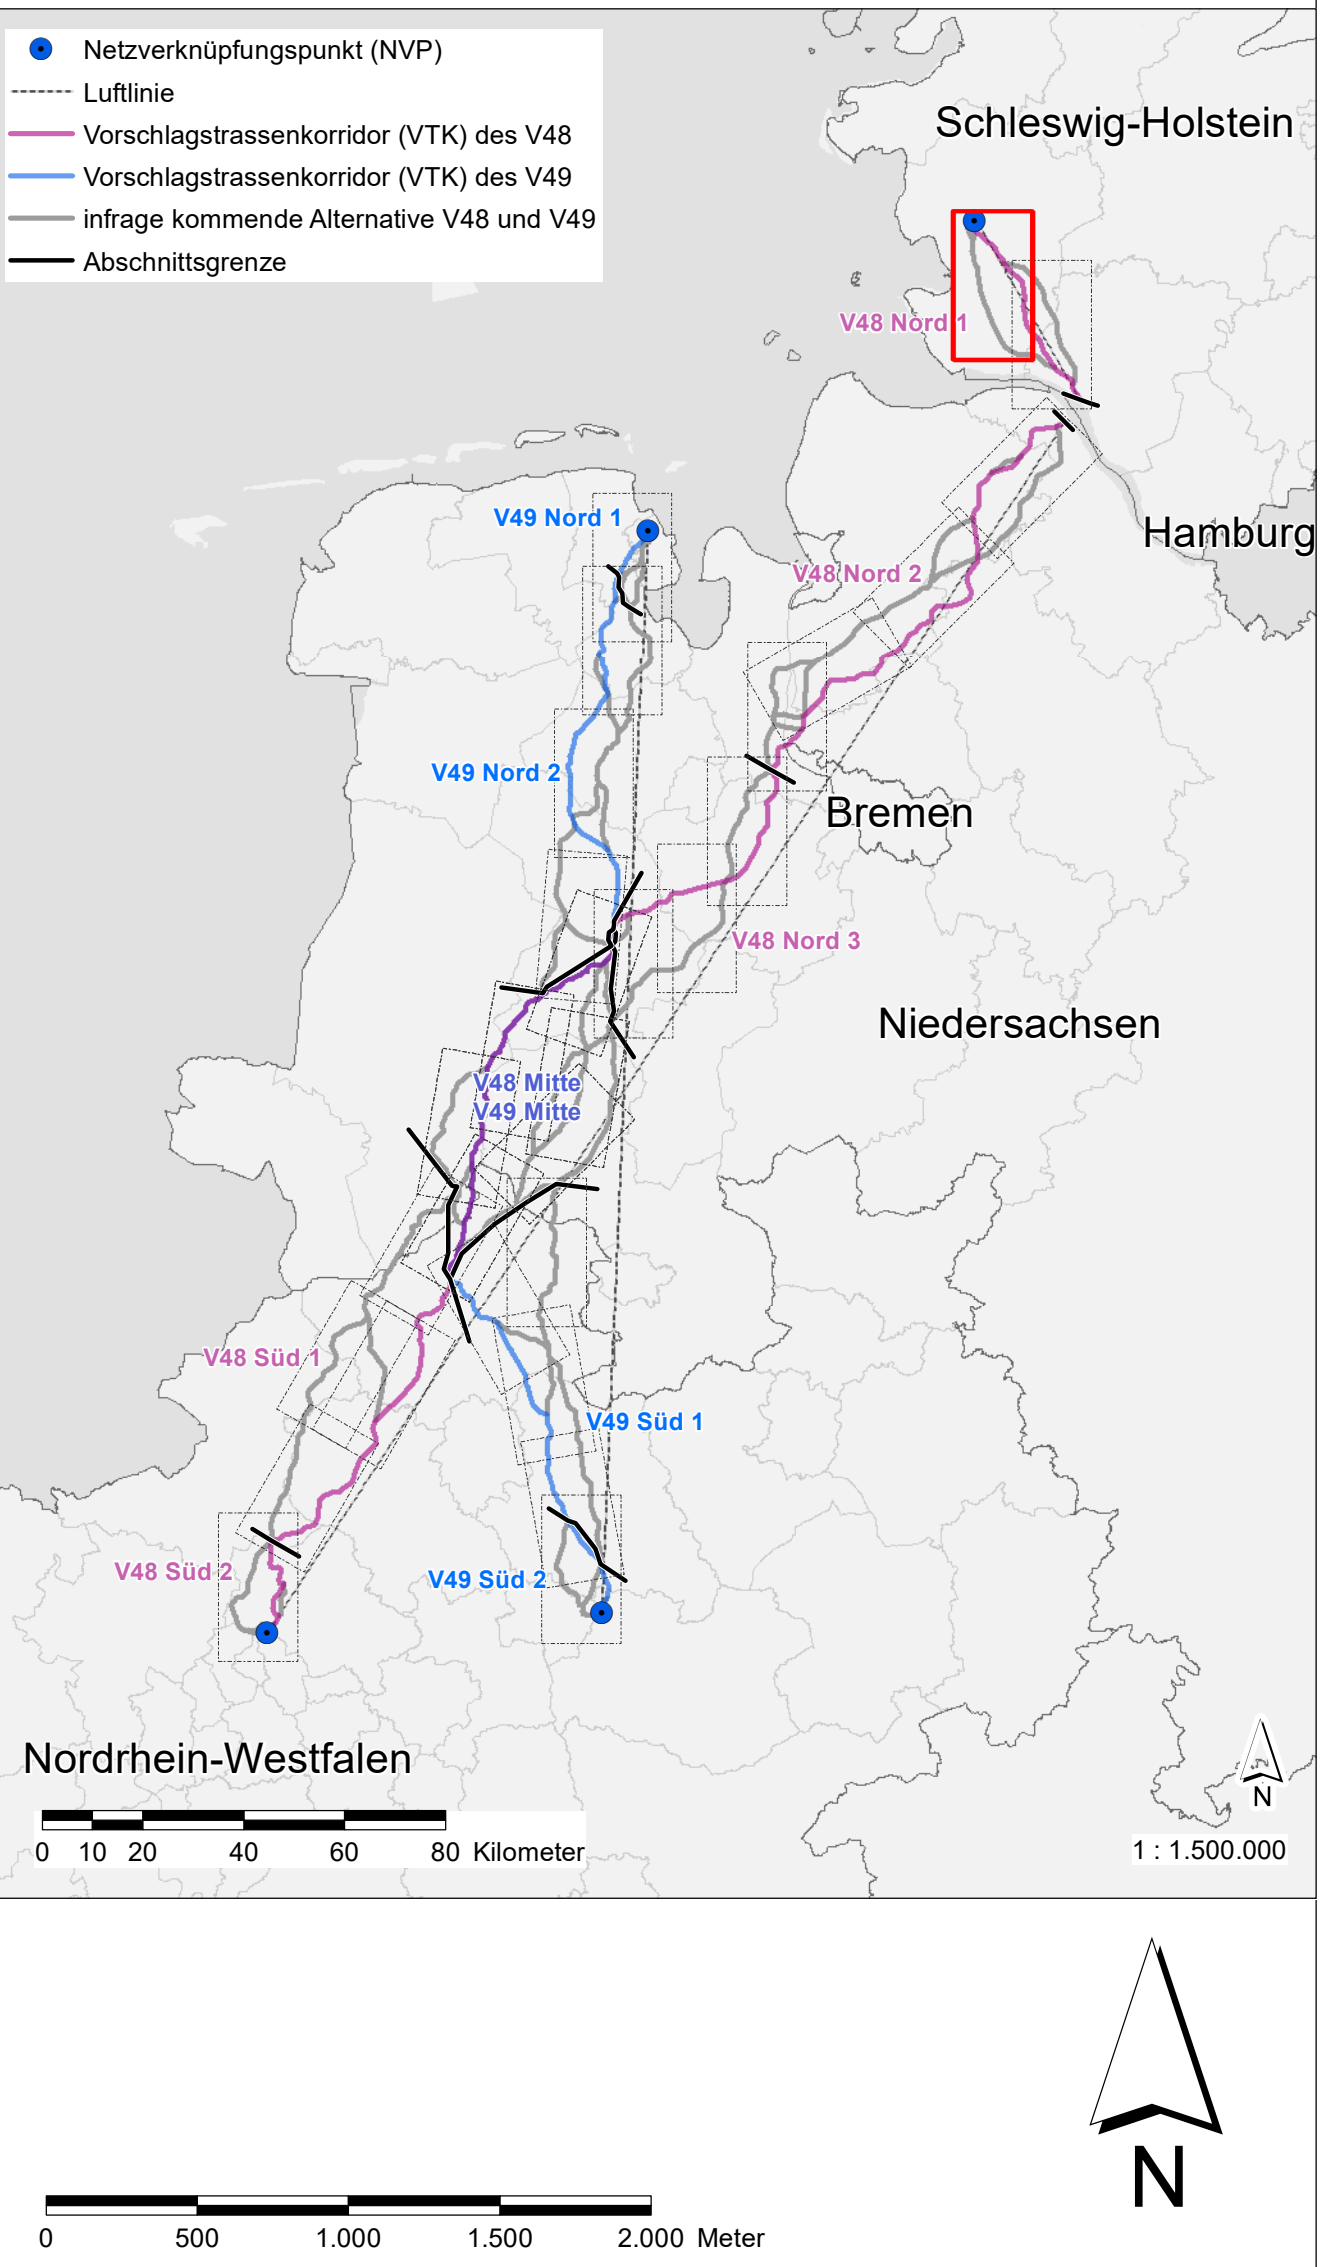 Netzverknüpfungspunkt (NVP)
Luftlinie
Vorschlagstrassenkorridor (VTK) des V48
Vorschlagstrassenkorridor (VTK) des V49
infrage kommende Alternative V48 und V49
Abschnittsgrenze
Schleswig-Holstein
V48 Nord 1
V49 Nord 1
Hamburg
V48 Nord 2
V49 Nord 2
Bremen
V48 Nord 3
Niedersachsen
V48 Mitte
V49 Mitte
V48 Süd 1
V49 Süd 1
V48 Süd 2
V49 Süd 2
Nordrhein-Westfalen
N
0 10 20 40 60 80 Kilometer
1 : 1.500.000
N
0 500 1.000 1.500 2.000 Meter